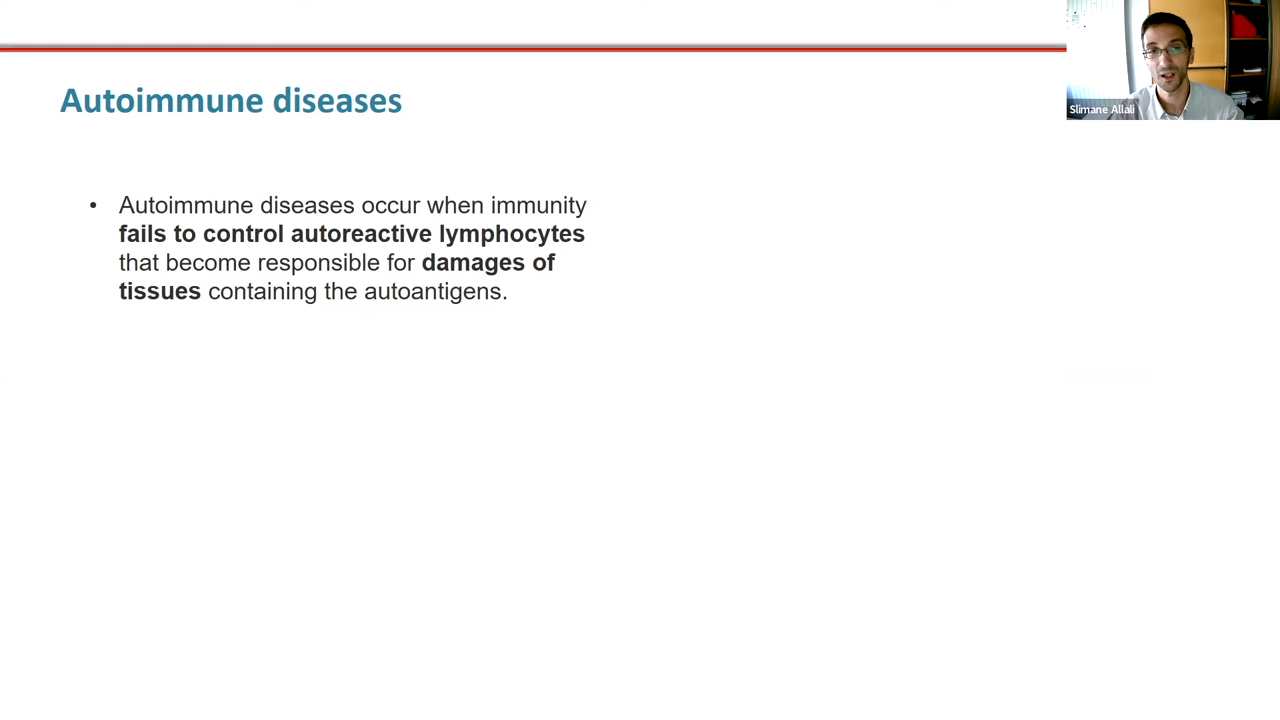 Autoimmune diseases
• Autoimmune diseases occur when immunity
fails to control autoreactive lymphocytes
that become responsible for damages of
tissues containing the autoantigens.
Slimane Allali